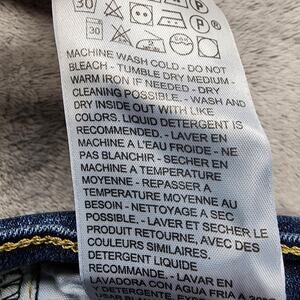 30
P
30
P
MACHINE WASH COLD - DO NOT
BLEACH - TUMBLE DRY MEDIUM -
WARM IRON IF NEEDED - DRY
CLEANING POSSIBLE. - WASH AND
DRY INSIDE OUT WITH LIKE
COLORS. LIQUID DETERGENT IS
RECOMMENDED. - LAVER EN
MACHINE A L'EAU FROIDE - NE
PAS BLANCHIR - SECHER EN
MACHINE A TEMPERATURE
MOYENNE - REPASSER A
TEMPERATURE MOYENNE AU
BESOIN - NETTOYAGE A SEC
POSSIBLE. - LAVER ET SECHER LE
PRODUIT RETOURNE, AVEC DES
COULEURS SIMILAIRES.
DETERGENT LIQUIDE
RECOMMANDE. - LAVAR EN
LAVADORA CON AGUA FRIA A
Y DETERGENTE